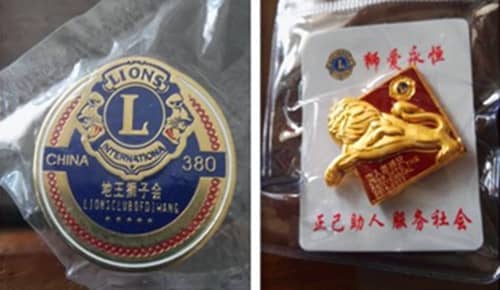 LIONS
L
INTERNATIONAL
CHINA 380
地王狮子会
LIONSCLUBOFDIWANG
狮爱永恒
正己助人 服务社会